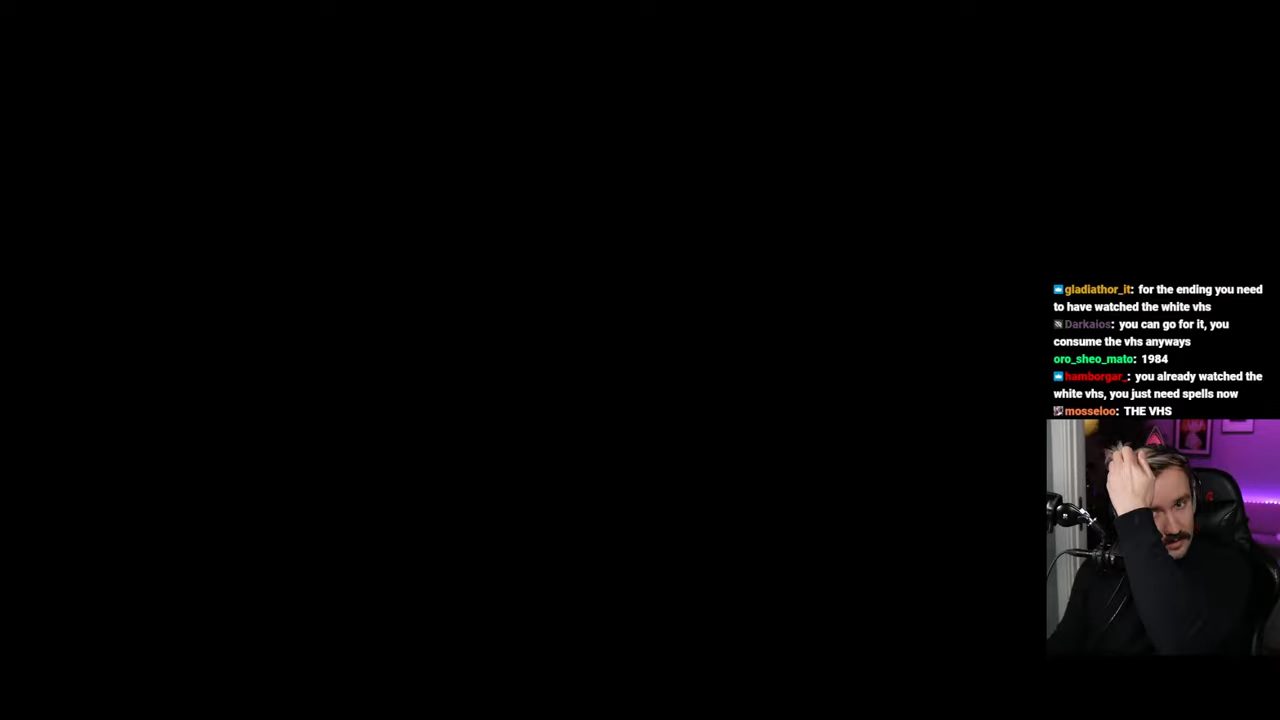 gladiathor_it: for the ending you need
to have watched the white vhs
Darkaios: you can go for it, you
consume the vhs anyways
oro_sheo_mato: 1984
hamborgar_: you already watched the
white vhs, you just need spells now
mosseloo: THE VHS